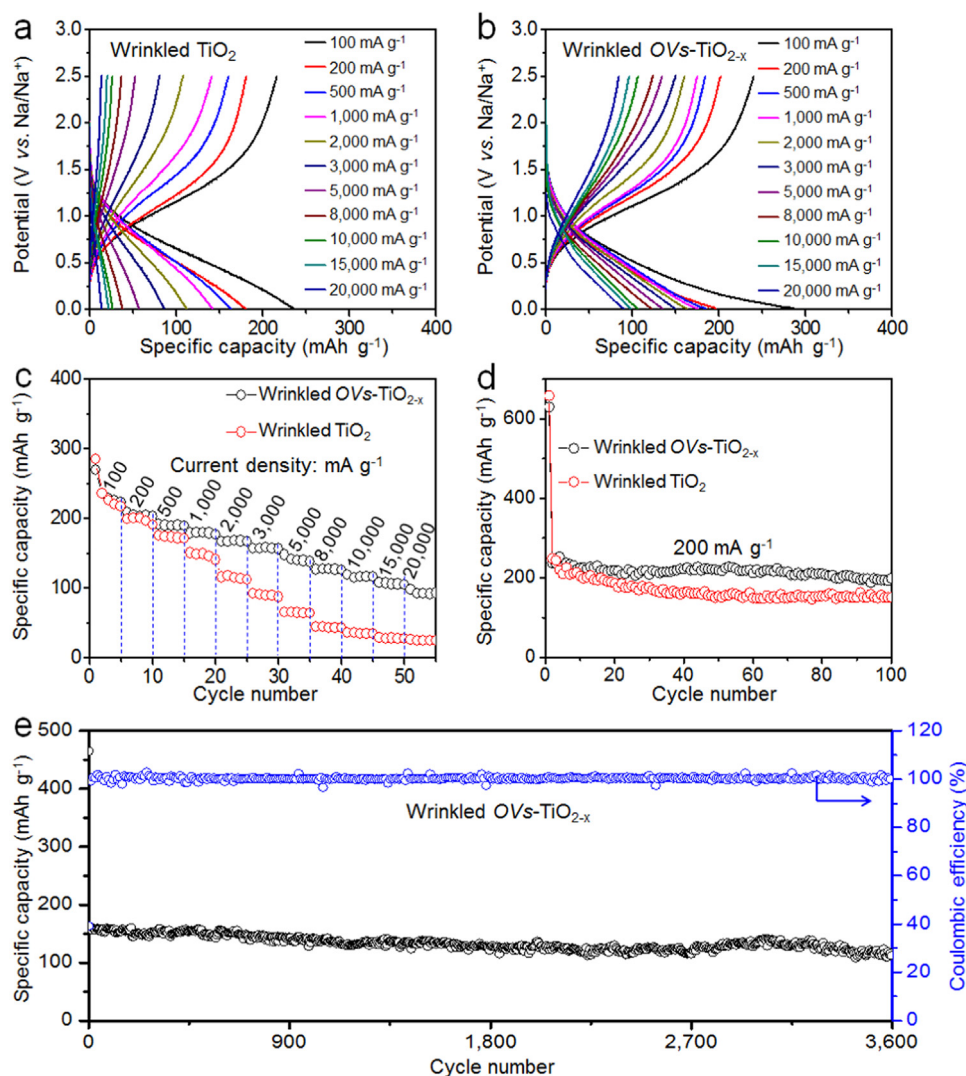 a
Wrinkled TiO2
3.0
2.5
2.0
1.5
1.0
0.5
0.0
Potential (V vs. Na/Na+)
100 mA g-1
200 mA g-1
500 mA g-1
1,000 mA g-1
2,000 mA g-1
3,000 mA g-1
5,000 mA g-1
8,000 mA g-1
10,000 mA g-1
15,000 mA g-1
20,000 mA g-1
0 100 200 300 400
Specific capacity (mAh g-1)
b
Wrinkled OVs-TiO2-x
3.0
2.5
2.0
1.5
1.0
0.5
0.0
Potential (V vs. Na/Na+)
100 mA g-1
200 mA g-1
500 mA g-1
1,000 mA g-1
2,000 mA g-1
3,000 mA g-1
5,000 mA g-1
8,000 mA g-1
10,000 mA g-1
15,000 mA g-1
20,000 mA g-1
0 100 200 300 400
Specific capacity (mAh g-1)
c
400
300
200
100
0
Specific capacity (mAh g-1)
Wrinkled OVs-TiO2-x
Wrinkled TiO2
Current density: mA g-1
100
200
500
1,000
2,000
3,000
5,000
8,000
10,000
15,000
20,000
0 10 20 30 40 50
Cycle number
d
600
400
200
0
Specific capacity (mAh g-1)
Wrinkled OVs-TiO2-x
Wrinkled TiO2
200 mA g-1
0 20 40 60 80 100
Cycle number
e
500
400
300
200
100
0
Specific capacity (mAh g-1)
Wrinkled OVs-TiO2-x
120
100
80
60
40
20
0
Coulombic efficiency (%)
0 900 1,800 2,700 3,600
Cycle number